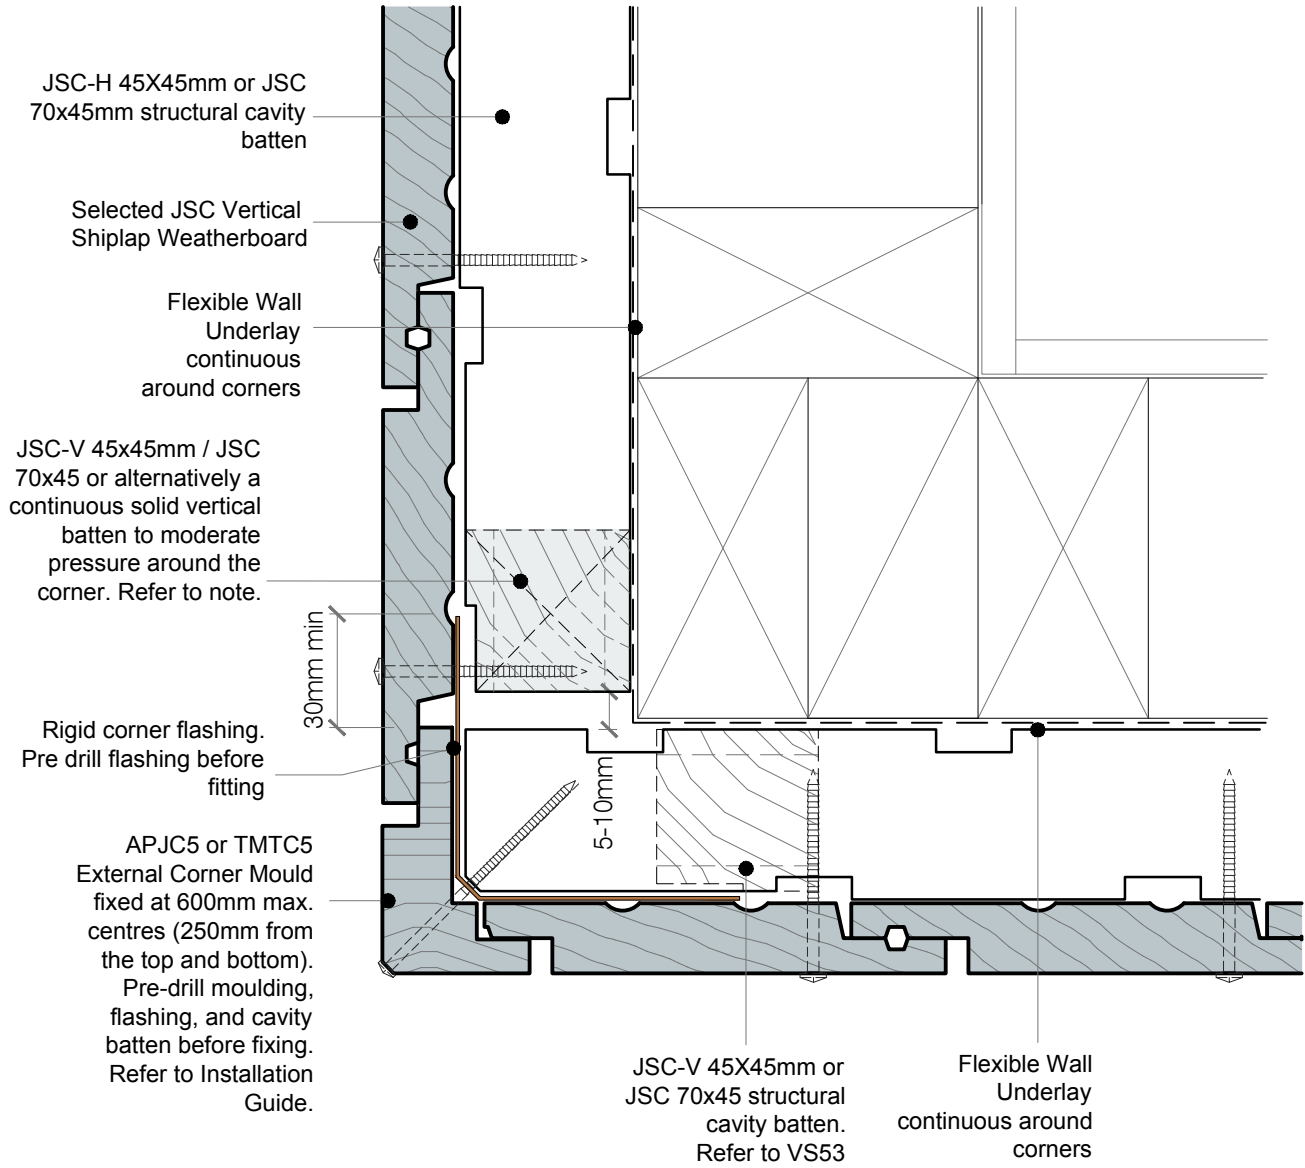 JSC-H 45X45mm or JSC
70x45mm structural cavity
batten
Selected JSC Vertical
Shiplap Weatherboard
Flexible Wall
Underlay
continuous
around corners
JSC-V 45x45mm / JSC
70x45 or alternatively a
continuous solid vertical
batten to moderate
pressure around the
corner. Refer to note.
30mm min
Rigid corner flashing.
Pre drill flashing before
fitting
5-10mm
APJC5 or TMTC5
External Corner Mould
fixed at 600mm max.
centres (250mm from
the top and bottom).
Pre-drill moulding,
flashing, and cavity
batten before fixing.
Refer to Installation
Guide.
JSC-V 45X45mm or
JSC 70x45 structural
cavity batten.
Refer to VS53
Flexible Wall
Underlay
continuous around
corners